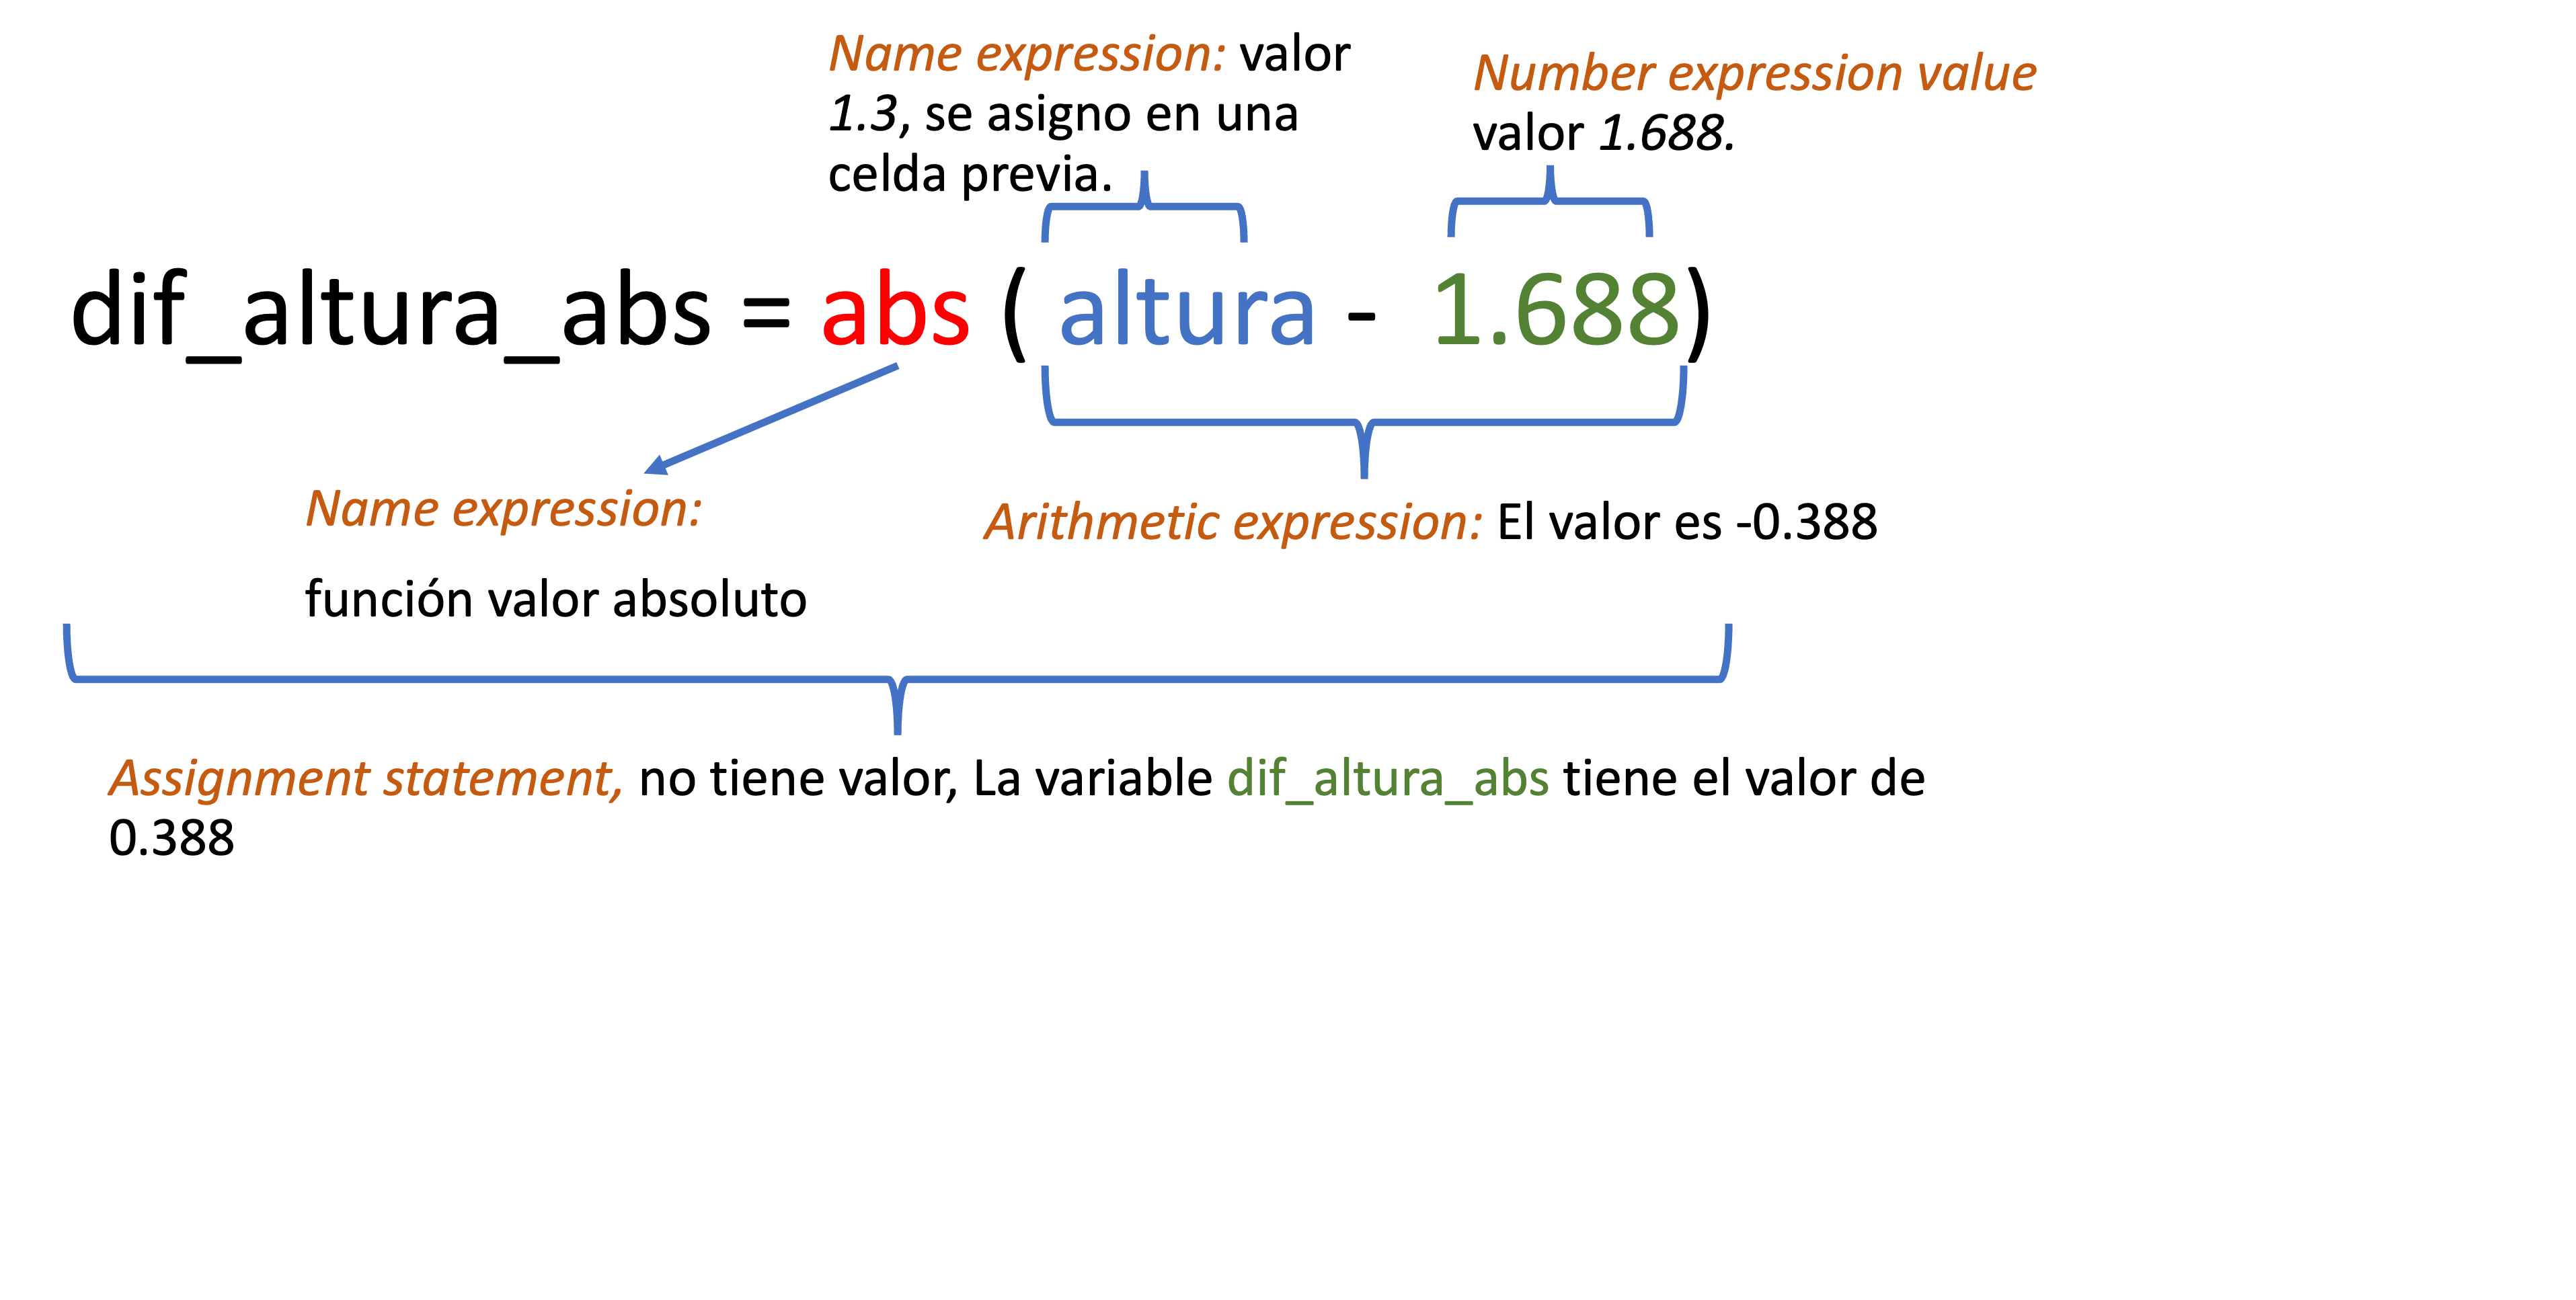 Name expression: valor
1.3, se asigno en una
celda previa.
Number expression value
valor 1.688.
dif_altura_abs = abs ( altura - 1.688)
Name expression:
función valor absoluto
Arithmetic expression: El valor es -0.388
Assignment statement, no tiene valor, La variable dif_altura_abs tiene el valor de
0.388